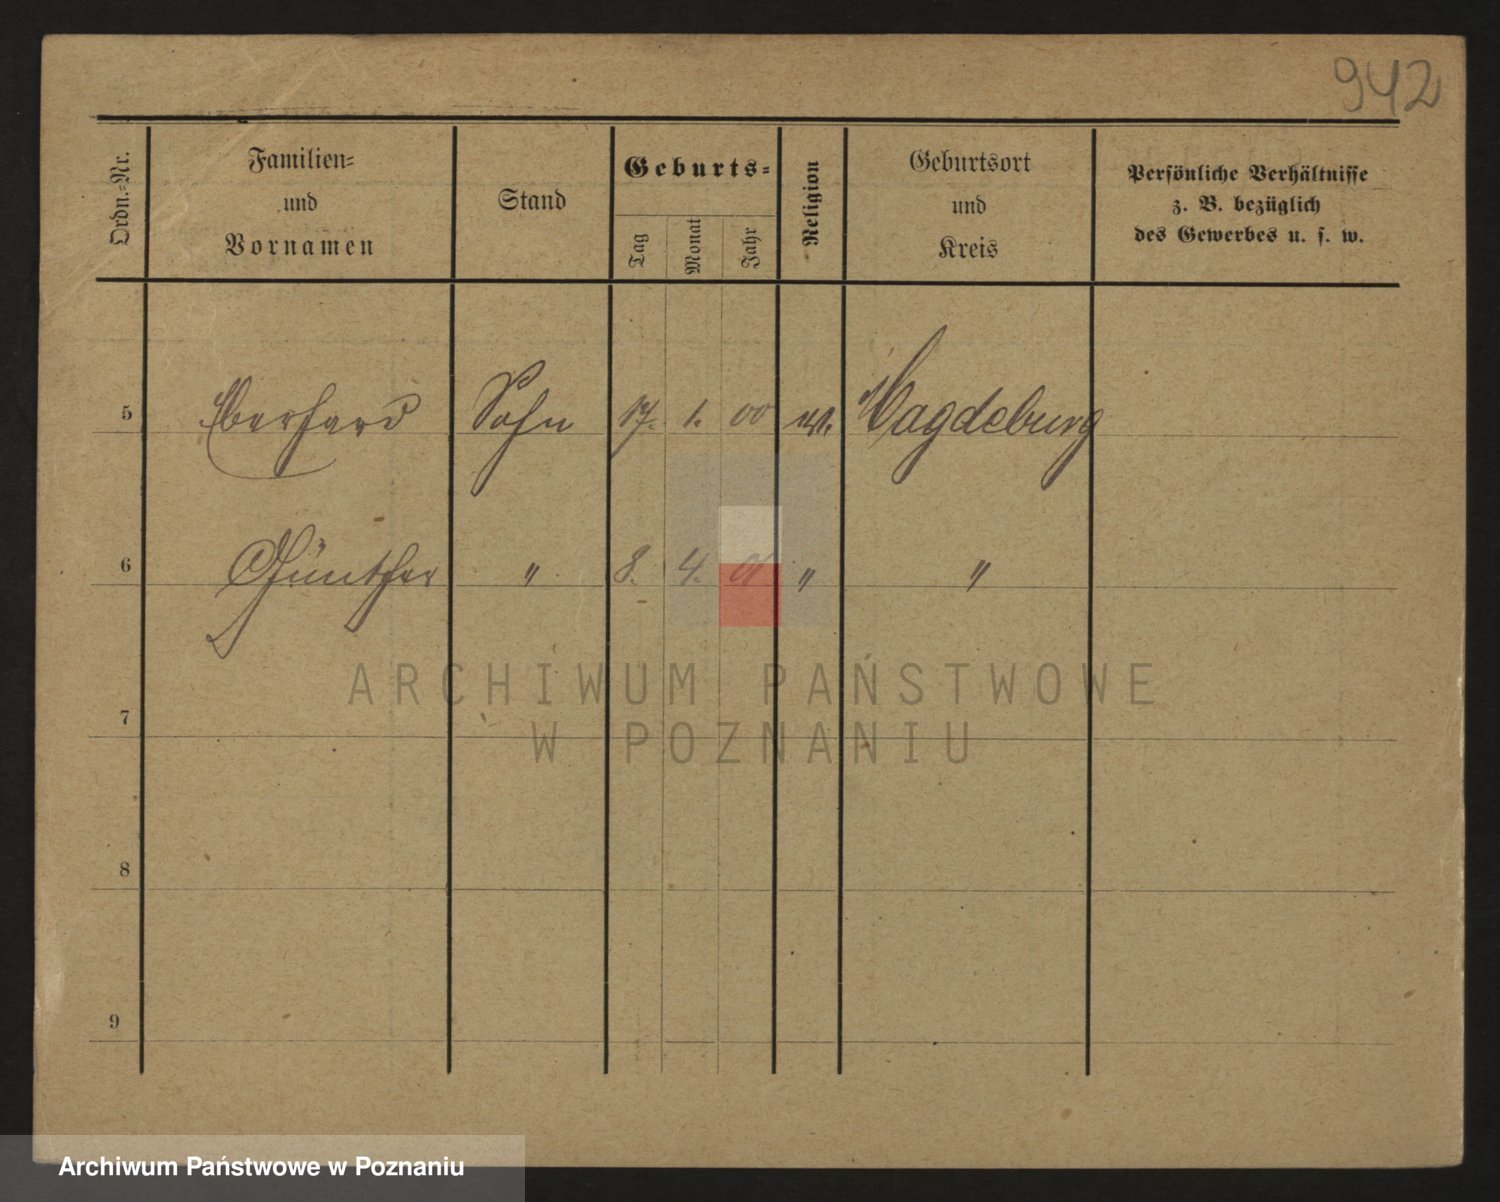 942
Ordn.-Nr.
Familien-
und
Vornamen
Stand
Geburts-
Tag
Monat
Jahr
Religion
Geburtsort
und
Kreis
Persönliche Verhältnisse
z. B. bezüglich
des Gewerbes u. s. w.
5 Eberhard Sohn 17. 1. 00 ev. Magdeburg
6 Günther " 8. 4. 01 " "
7
8
9
ARCHIWUM PAŃSTWOWE
W POZNANIU
Archiwum Państwowe w Poznaniu